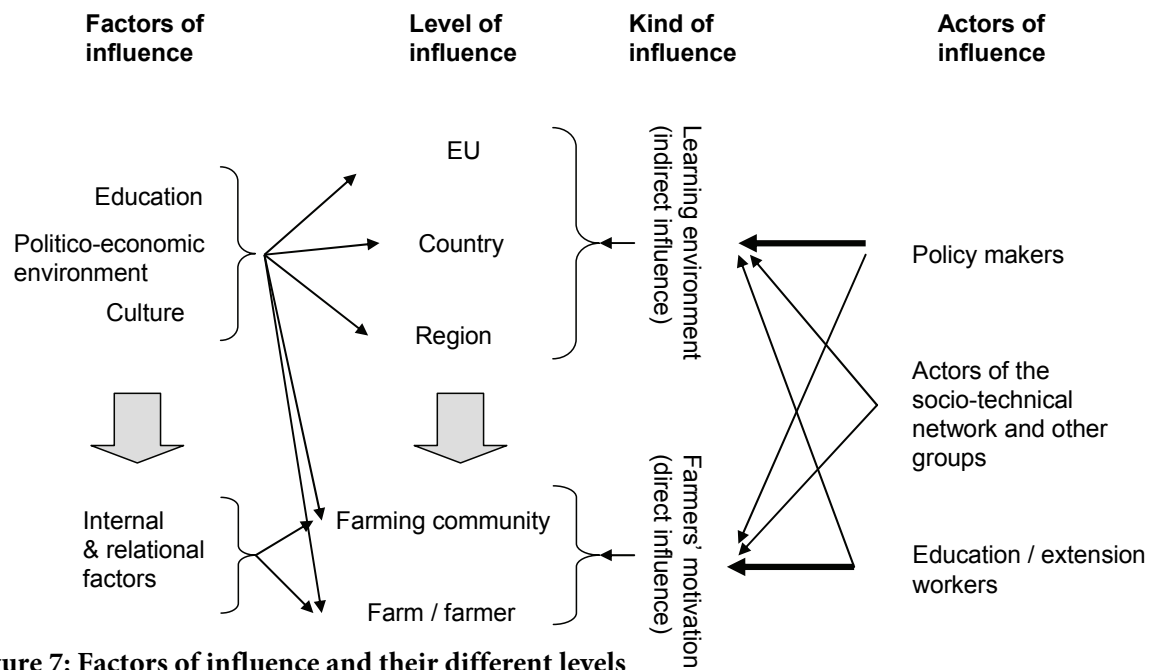 Factors of
influence
Level of
influence
Kind of
influence
Actors of
influence
Education
Politico-economic
environment
Culture
EU
Country
Region
Learning environment
(indirect influence)
Policy makers
Actors of the
socio-technical
network and other
groups
Internal
& relational
factors
Farming community
Farm / farmer
Farmers' motivation
(direct influence)
Education / extension
workers
ture 7: Factors of influence and their different levels